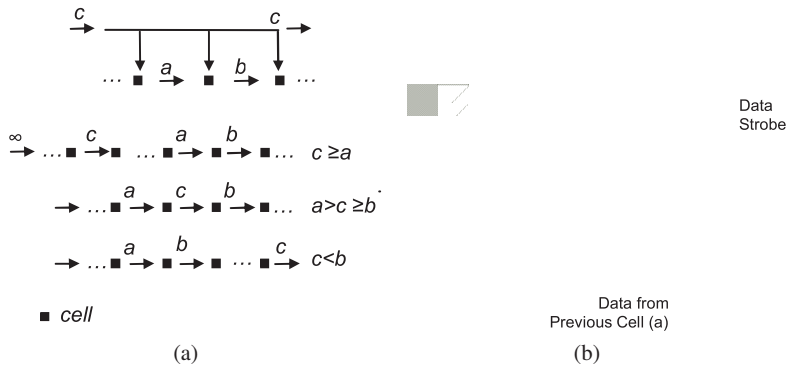 c c
... a b ...
∞ ... c ... a b ... c ≥a
... a c b ... a>c ≥b
... a b ... c c<b
■ cell
(a)
Data
Strobe
Data from
Previous Cell (a)
(b)